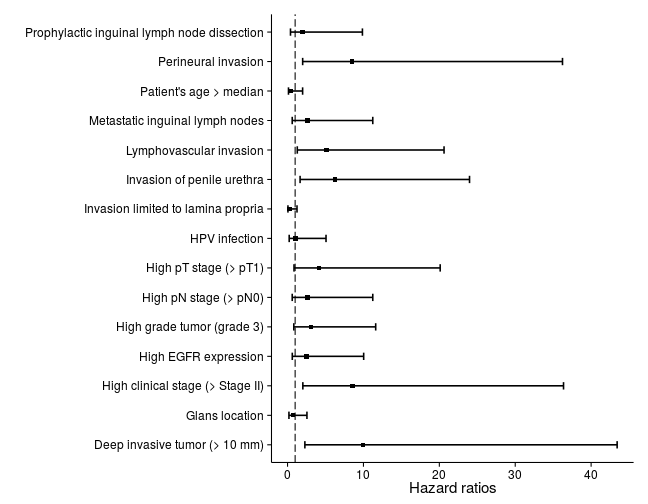 Prophylactic inguinal lymph node dissection
Perineural invasion
Patient's age > median
Metastatic inguinal lymph nodes
Lymphovascular invasion
Invasion of penile urethra
Invasion limited to lamina propria
HPV infection
High pT stage (> pT1)
High pN stage (> pN0)
High grade tumor (grade 3)
High EGFR expression
High clinical stage (> Stage II)
Glans location
Deep invasive tumor (> 10 mm)
0 10 20 30 40
Hazard ratios